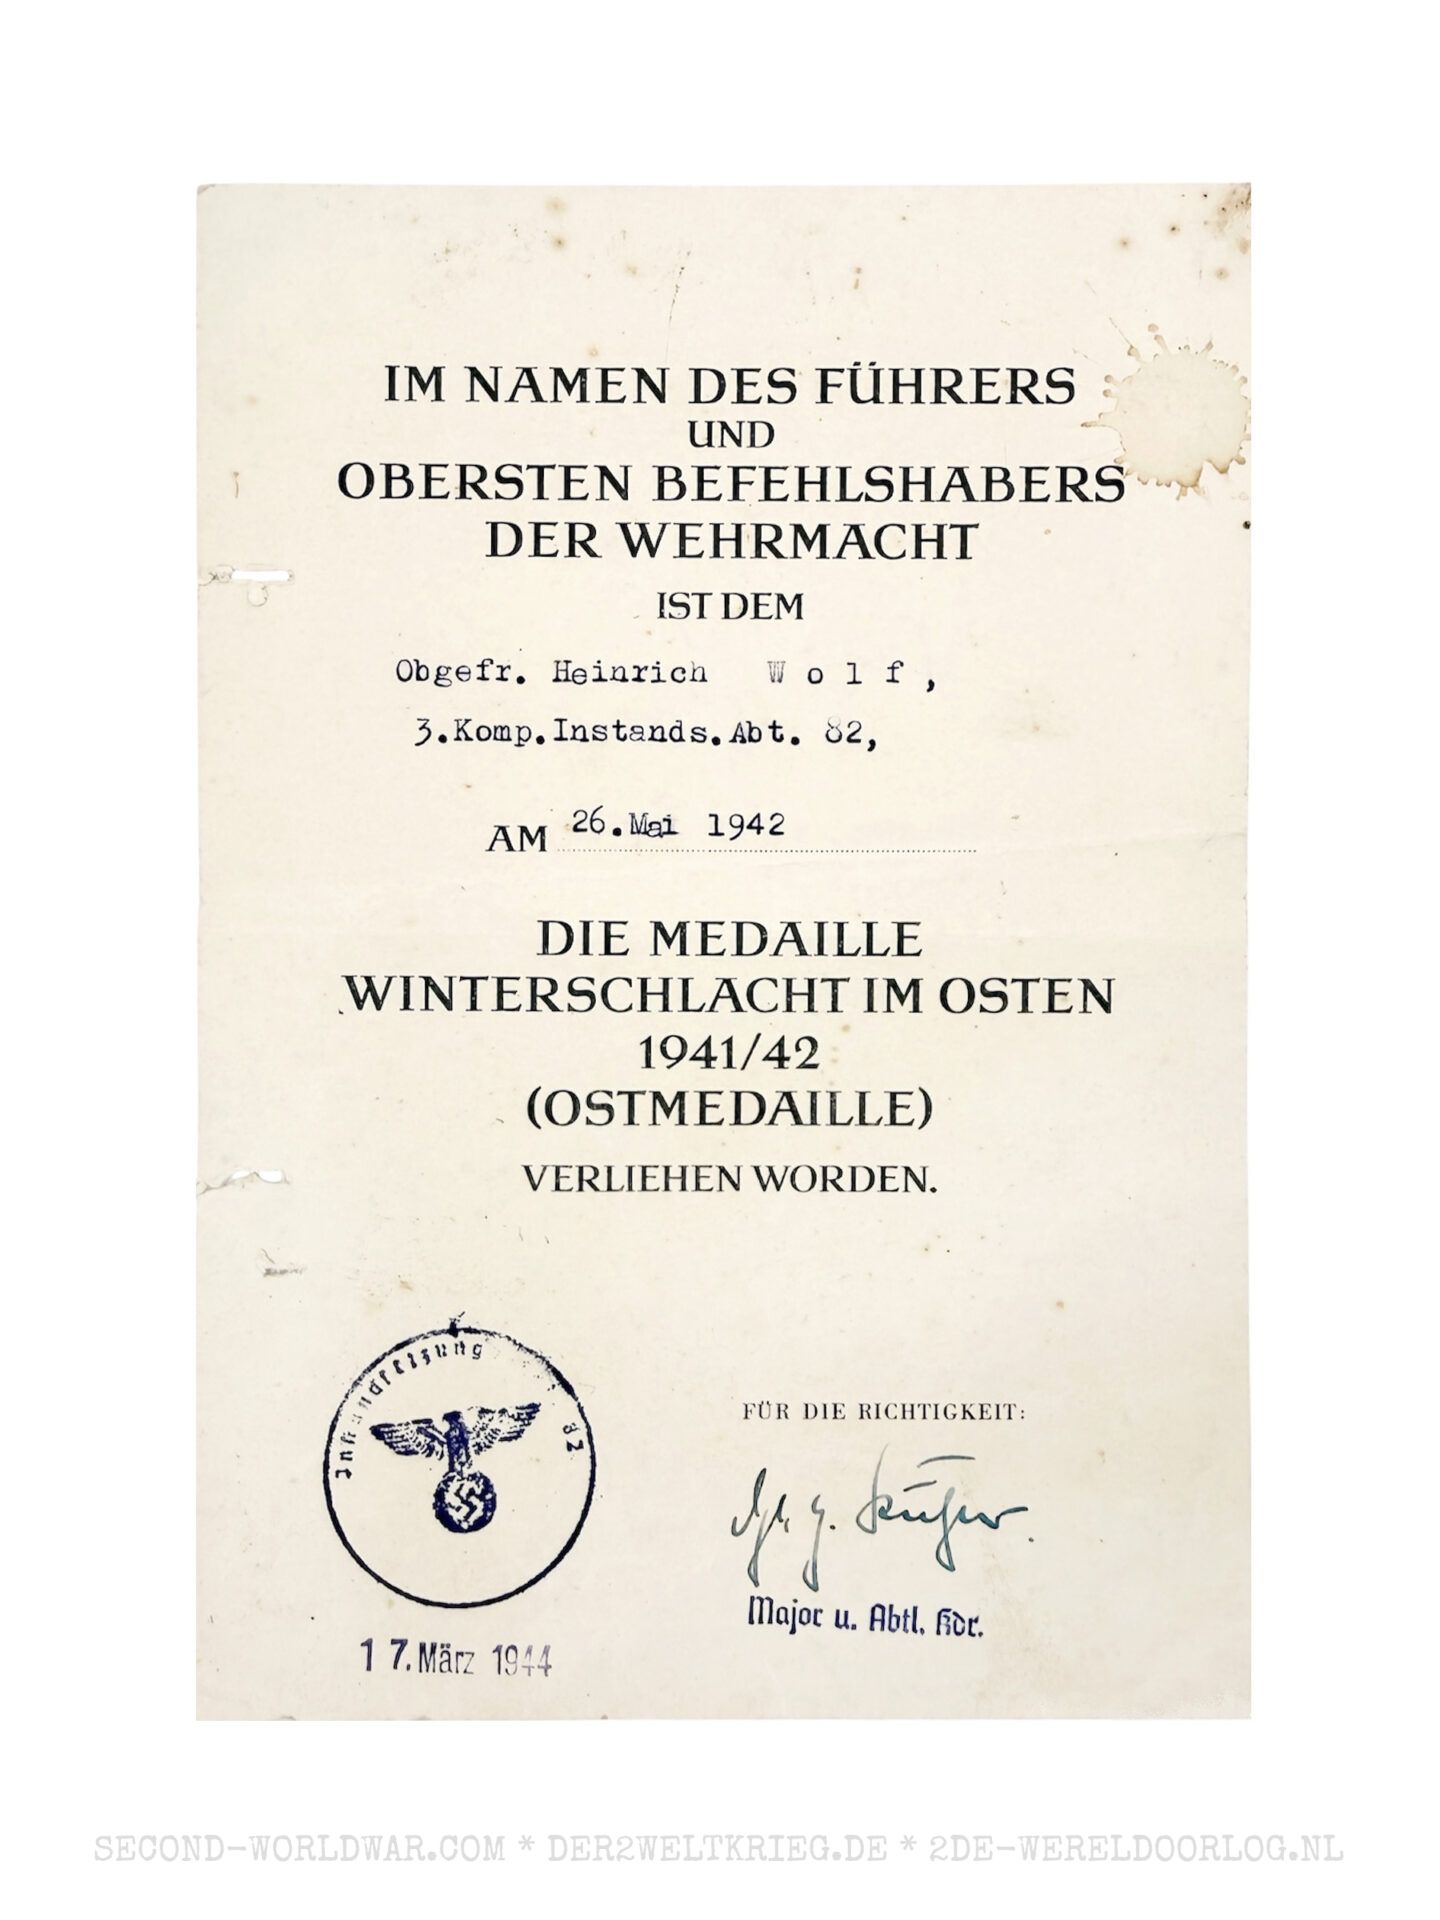 IM NAMEN DES FÜHRERS
UND
OBERSTEN BEFEHLSHABERS
DER WEHRMACHT
IST DEM
Obgefr. Heinrich W o l f ,
3.Komp.Instands.Abt. 82,
AM 26.Mai 1942
DIE MEDAILLE
WINTERSCHLACHT IM OSTEN
1941/42
(OSTMEDAILLE)
VERLIEHEN WORDEN.
82
FÜR DIE RICHTIGKEIT:
Major u. Abtl. Kdr.
17. März 1944
SECOND-WORLDWAR.COM * DER2WELTKRIEG.DE * 2DE-WERELDOORLOG.NL